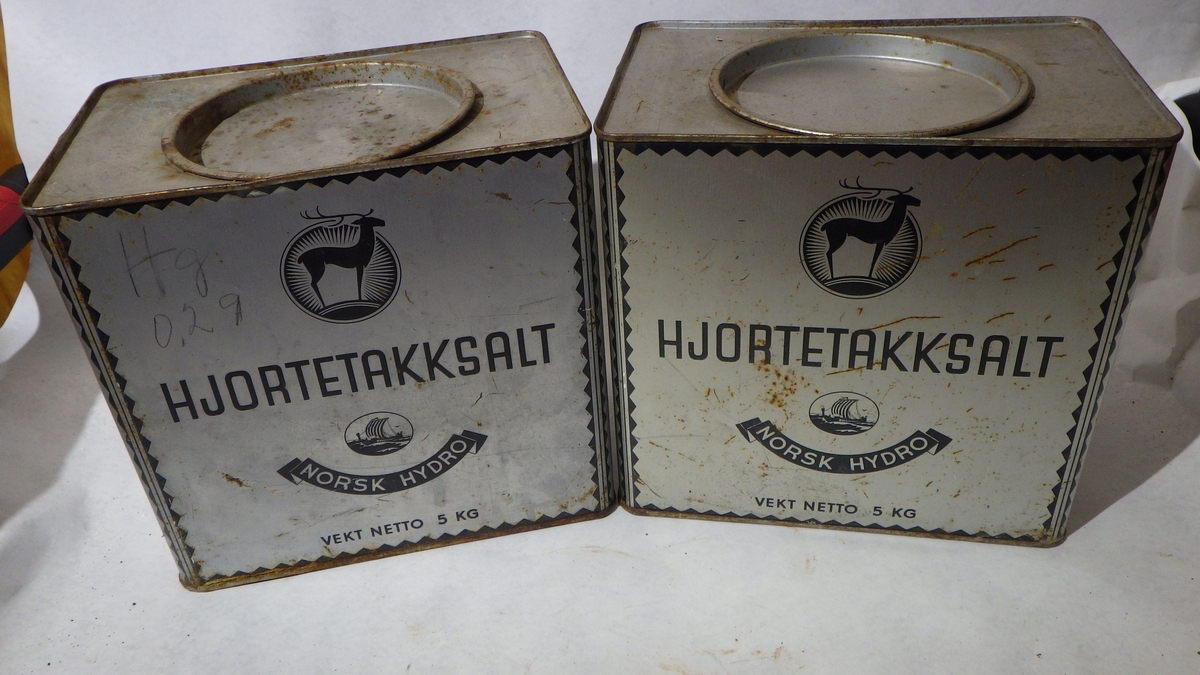 Hg
0,29
HJORTETAKKSALT
NORSK HYDRO
VEKT NETTO 5 KG
HJORTETAKKSALT
NORSK HYDRO
VEKT NETTO 5 KG